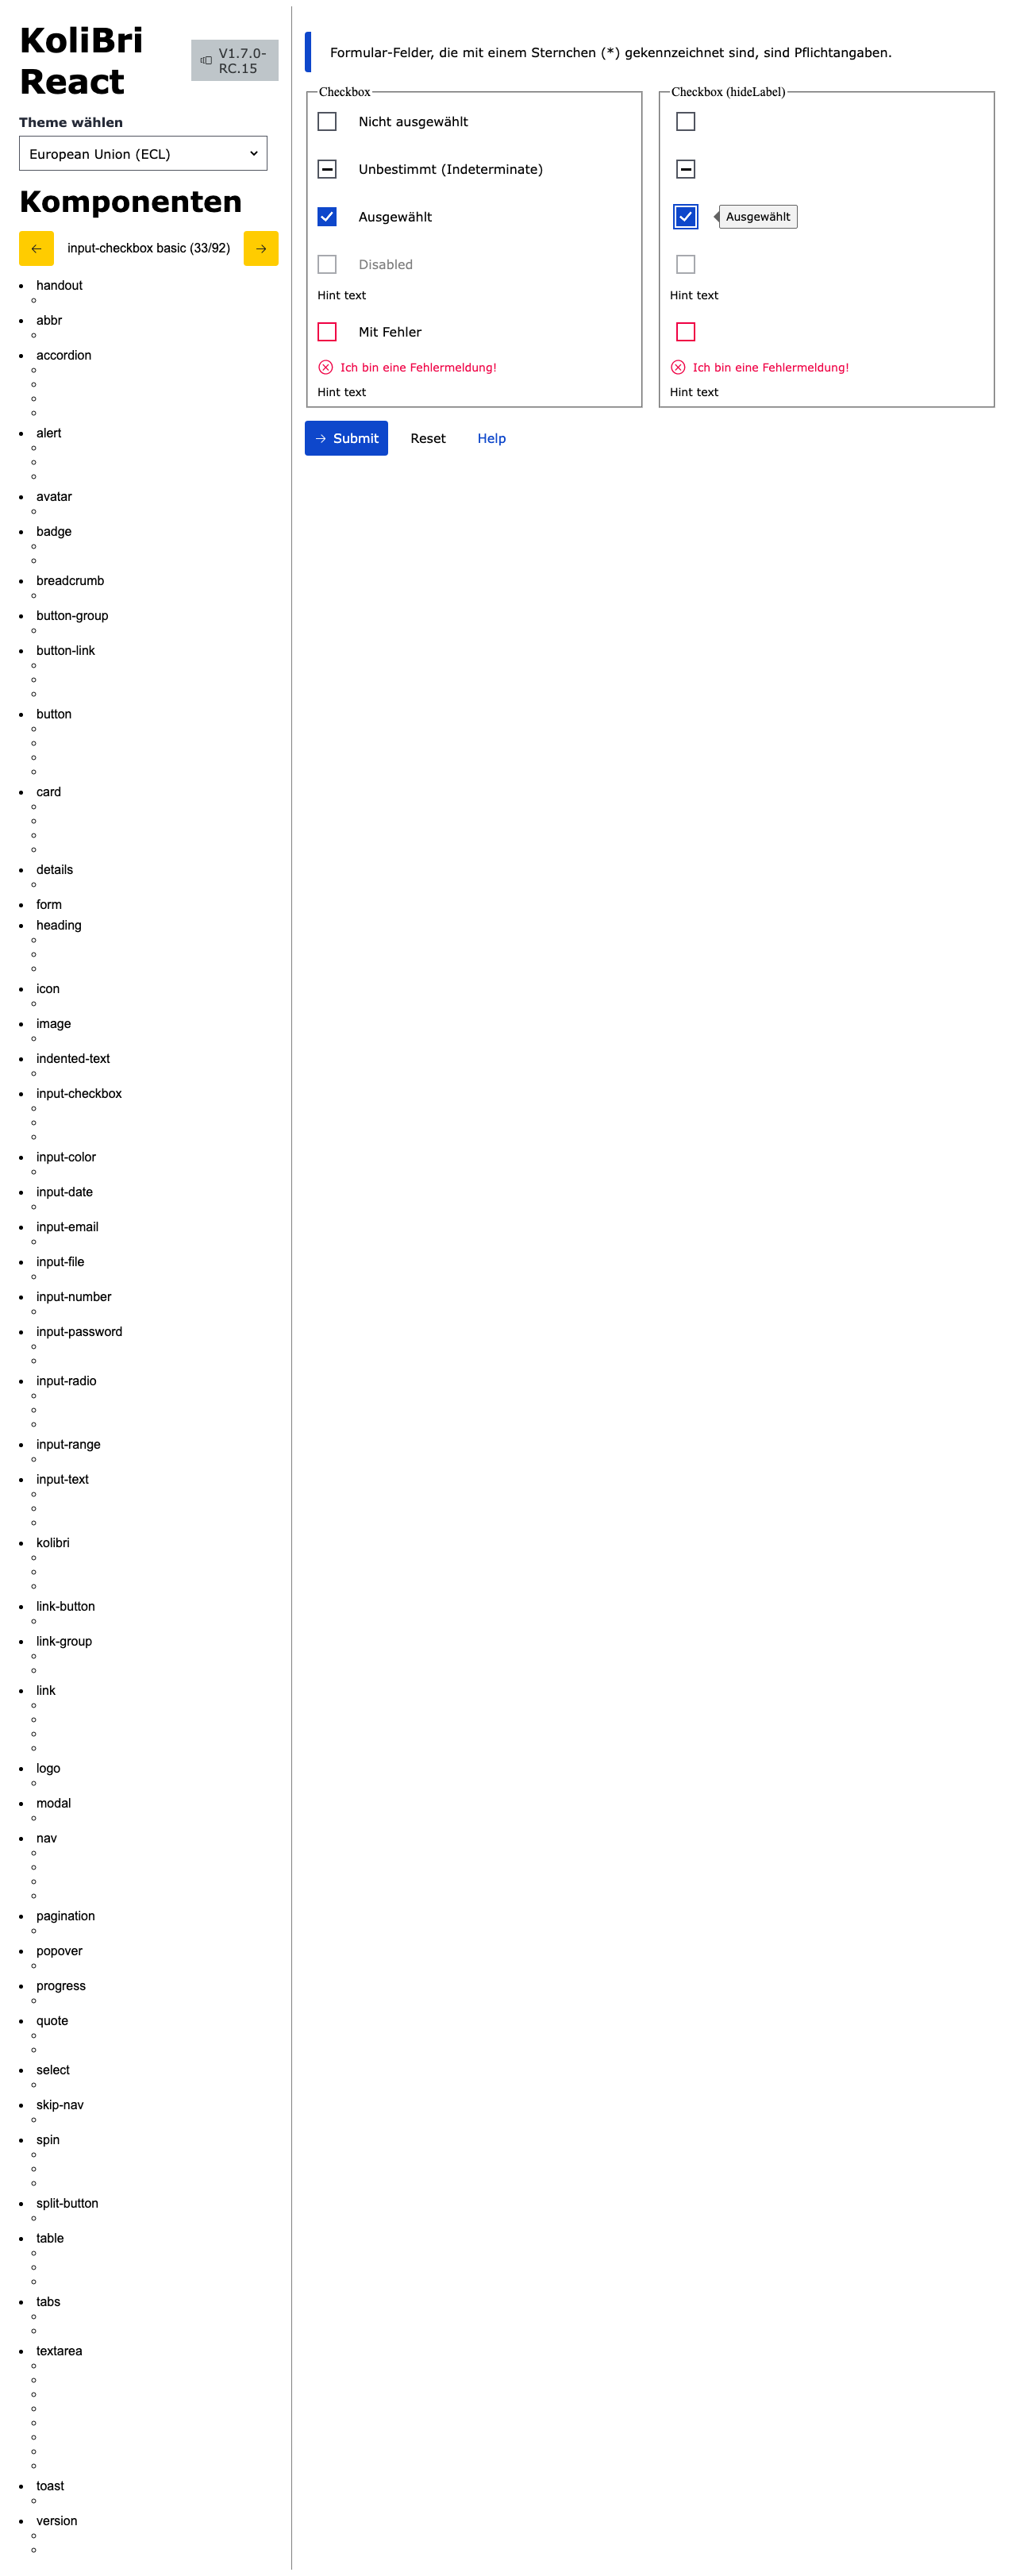 KoliBri
React
V1.7.0-
RC.15
Theme wählen
European Union (ECL)
Komponenten
input-checkbox basic (33/92)
handout
abbr
accordion
alert
avatar
badge
breadcrumb
button-group
button-link
button
card
details
form
heading
icon
image
indented-text
input-checkbox
input-color
input-date
input-email
input-file
input-number
input-password
input-radio
input-range
input-text
kolibri
link-button
link-group
link
logo
modal
nav
pagination
popover
progress
quote
select
skip-nav
spin
split-button
table
tabs
textarea
toast
version
Formular-Felder, die mit einem Sternchen (*) gekennzeichnet sind, sind Pflichtangaben.
Checkbox
Nicht ausgewählt
Unbestimmt (Indeterminate)
Ausgewählt
Disabled
Hint text
Mit Fehler
Ich bin eine Fehlermeldung!
Hint text
Checkbox (hideLabel)
Ausgewählt
Hint text
Ich bin eine Fehlermeldung!
Hint text
Submit
Reset
Help